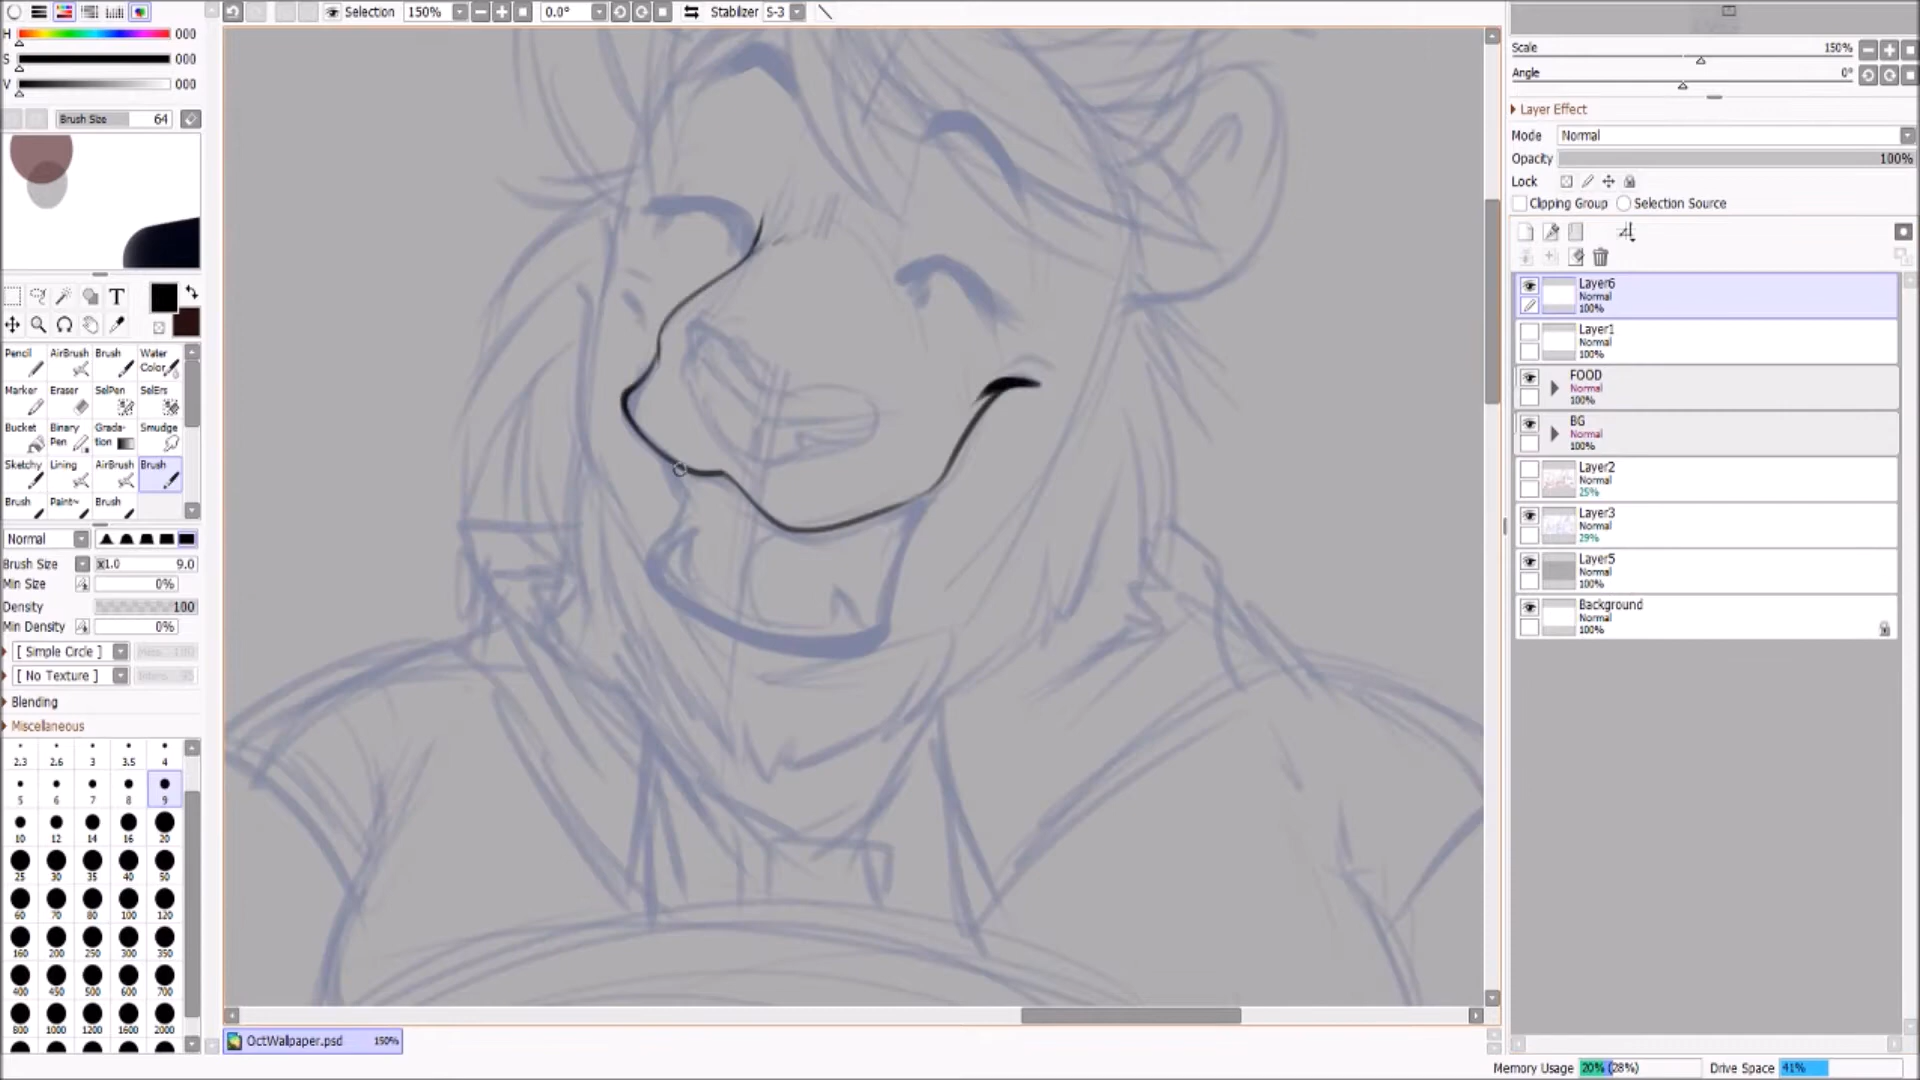 Selection 150% 0.0° Stabilizer S-3
H 000
S 000
V 000
Brush Size 64
T
Pencil AirBrush Brush Water Color
Marker Eraser SelPen SelErs
Bucket Binary Pen Grada-tion Smudge
Sketchy Lining AirBrush Brush
Brush Paint~ Brush
Normal
Brush Size x1.0 9.0
Min Size 0%
Density 100
Min Density 0%
[ Simple Circle ]
[ No Texture ]
Blending
Miscellaneous
2.3 2.6 3 3.5 4
5 6 7 8 9
10 12 14 16 20
25 30 35 40 50
60 70 80 100 120
160 200 250 300 350
400 450 500 600 700
800 1000 1200 1600 2000
OctWallpaper.psd 150%
Scale 150%
Angle 0°
Layer Effect
Mode Normal
Opacity 100%
Lock
Clipping Group Selection Source
Layer6
Normal
100%
Layer1
Normal
100%
FOOD
Normal
100%
BG
Normal
100%
Layer2
Normal
25%
Layer3
Normal
29%
Layer5
Normal
100%
Background
Normal
100%
Memory Usage 20% (28%) Drive Space 41%